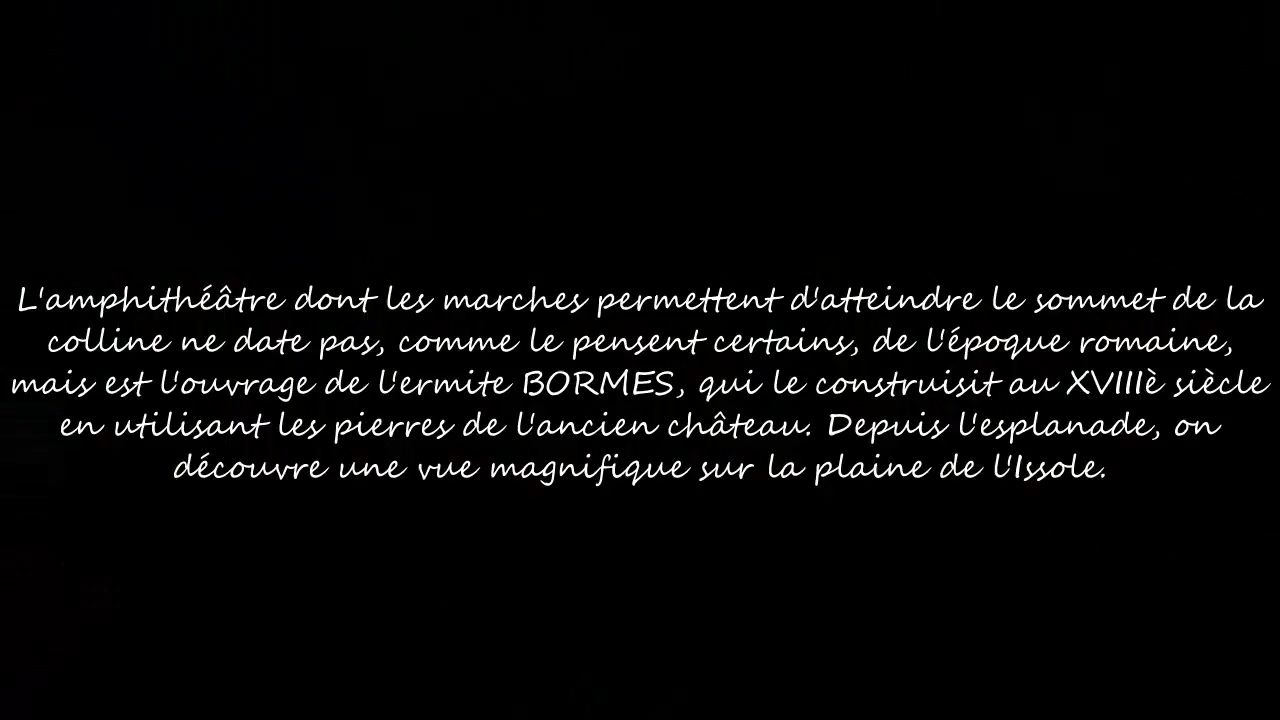 L'amphithéâtre dont les marches permettent d'atteindre le sommet de la
colline ne date pas, comme le pensent certains, de l'époque romaine,
mais est l'ouvrage de l'ermite BORMES, qui le construisit au XVIIIè siècle
en utilisant les pierres de l'ancien château. Depuis l'esplanade, on
découvre une vue magnifique sur la plaine de l'Issole.